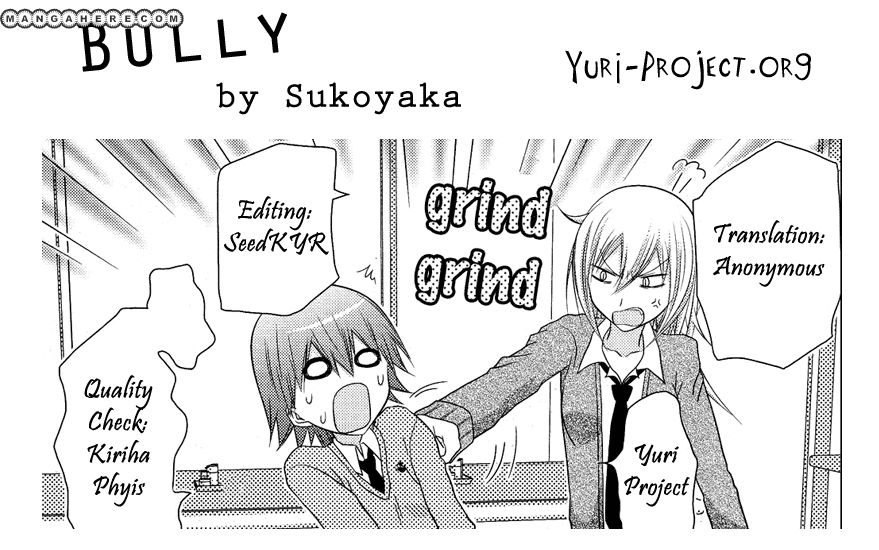 MANGAHERE.COM
BULLY
by Sukoyaka
YURI-PROJECT.ORG
Editing:
SeedKYR
grind
grind
Translation:
Anonymous
Quality
Check:
Kiriha
Phyis
Yuri
Project